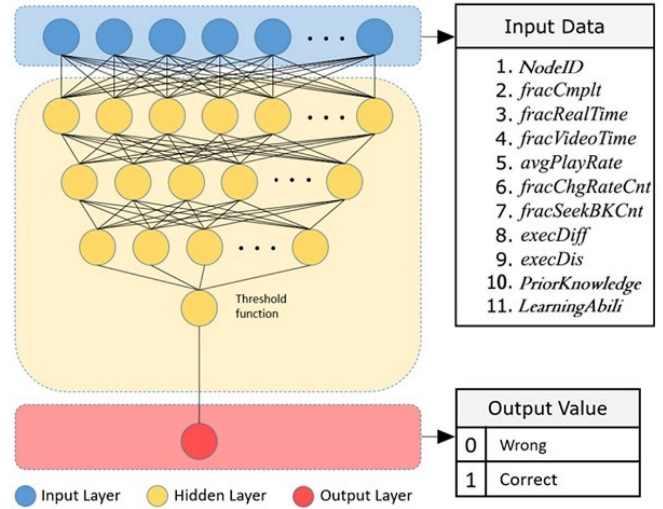 Input Data
1. NodeID
2. fracCmplt
3. fracRealTime
4. fracVideoTime
5. avgPlayRate
6. fracChgRateCnt
7. fracSeekBKCnt
8. execDiff
9. execDis
10. PriorKnowledge
11. LearningAbili
Threshold
function
Output Value
0 Wrong
1 Correct
Input Layer Hidden Layer Output Layer